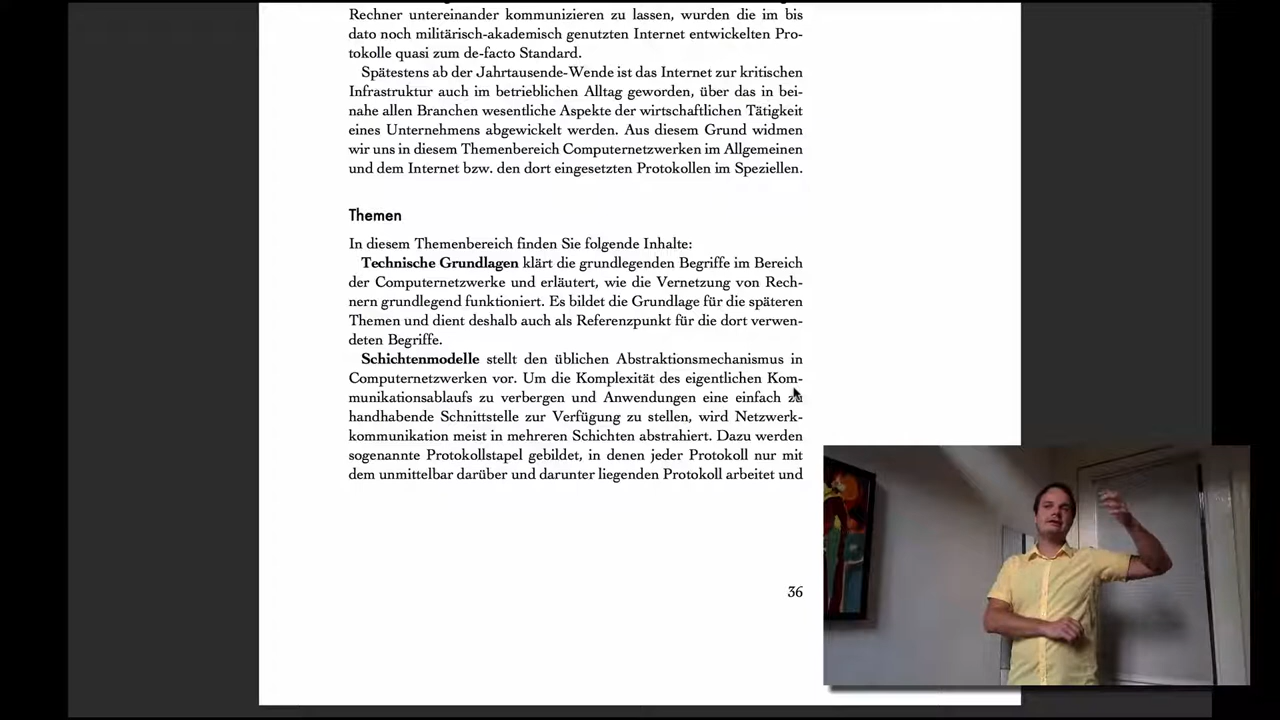 Rechner untereinander kommunizieren zu lassen, wurden die im bis
dato noch militärisch-akademisch genutzten Internet entwickelten Pro-
tokolle quasi zum de-facto Standard.
Spätestens ab der Jahrtausende-Wende ist das Internet zur kritischen
Infrastruktur auch im betrieblichen Alltag geworden, über das in bei-
nahe allen Branchen wesentliche Aspekte der wirtschaftlichen Tätigkeit
eines Unternehmens abgewickelt werden. Aus diesem Grund widmen
wir uns in diesem Themenbereich Computernetzwerken im Allgemeinen
und dem Internet bzw. den dort eingesetzten Protokollen im Speziellen.
Themen
In diesem Themenbereich finden Sie folgende Inhalte:
Technische Grundlagen klärt die grundlegenden Begriffe im Bereich
der Computernetzwerke und erläutert, wie die Vernetzung von Rech-
nern grundlegend funktioniert. Es bildet die Grundlage für die späteren
Themen und dient deshalb auch als Referenzpunkt für die dort verwen-
deten Begriffe.
Schichtenmodelle stellt den üblichen Abstraktionsmechanismus in
Computernetzwerken vor. Um die Komplexität des eigentlichen Kom-
munikationsablaufs zu verbergen und Anwendungen eine einfach zu
handhabende Schnittstelle zur Verfügung zu stellen, wird Netzwerk-
kommunikation meist in mehreren Schichten abstrahiert. Dazu werden
sogenannte Protokollstapel gebildet, in denen jeder Protokoll nur mit
dem unmittelbar darüber und darunter liegenden Protokoll arbeitet und
36